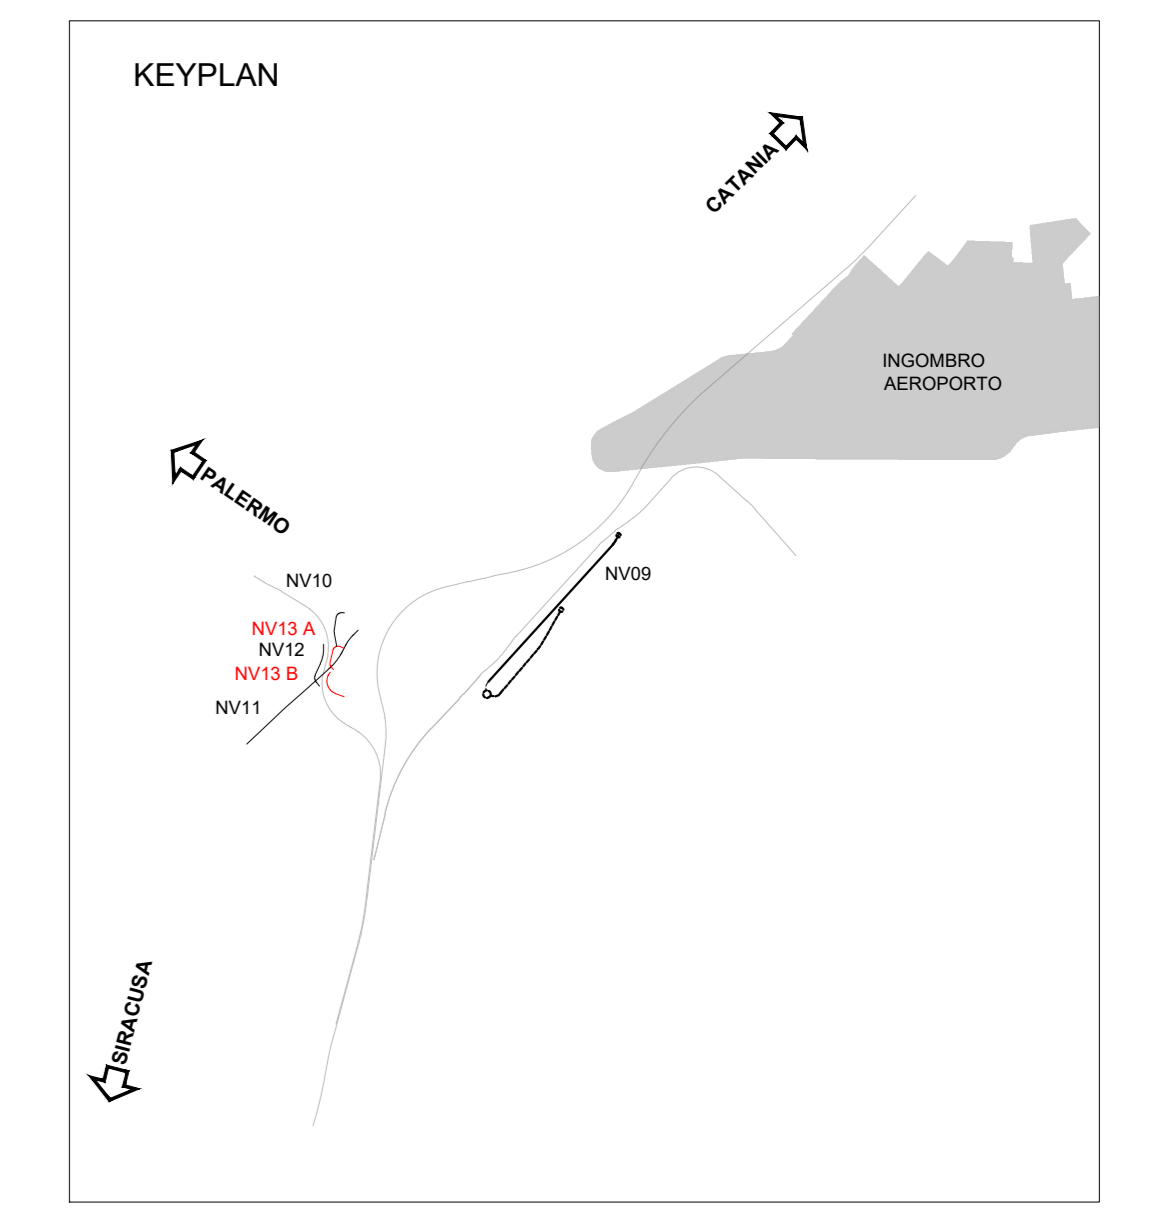 KEYPLAN
CATANIA
INGOMBRO
AEROPORTO
PALERMO
NV10
NV09
NV13 A
NV12
NV13 B
NV11
SIRACUSA